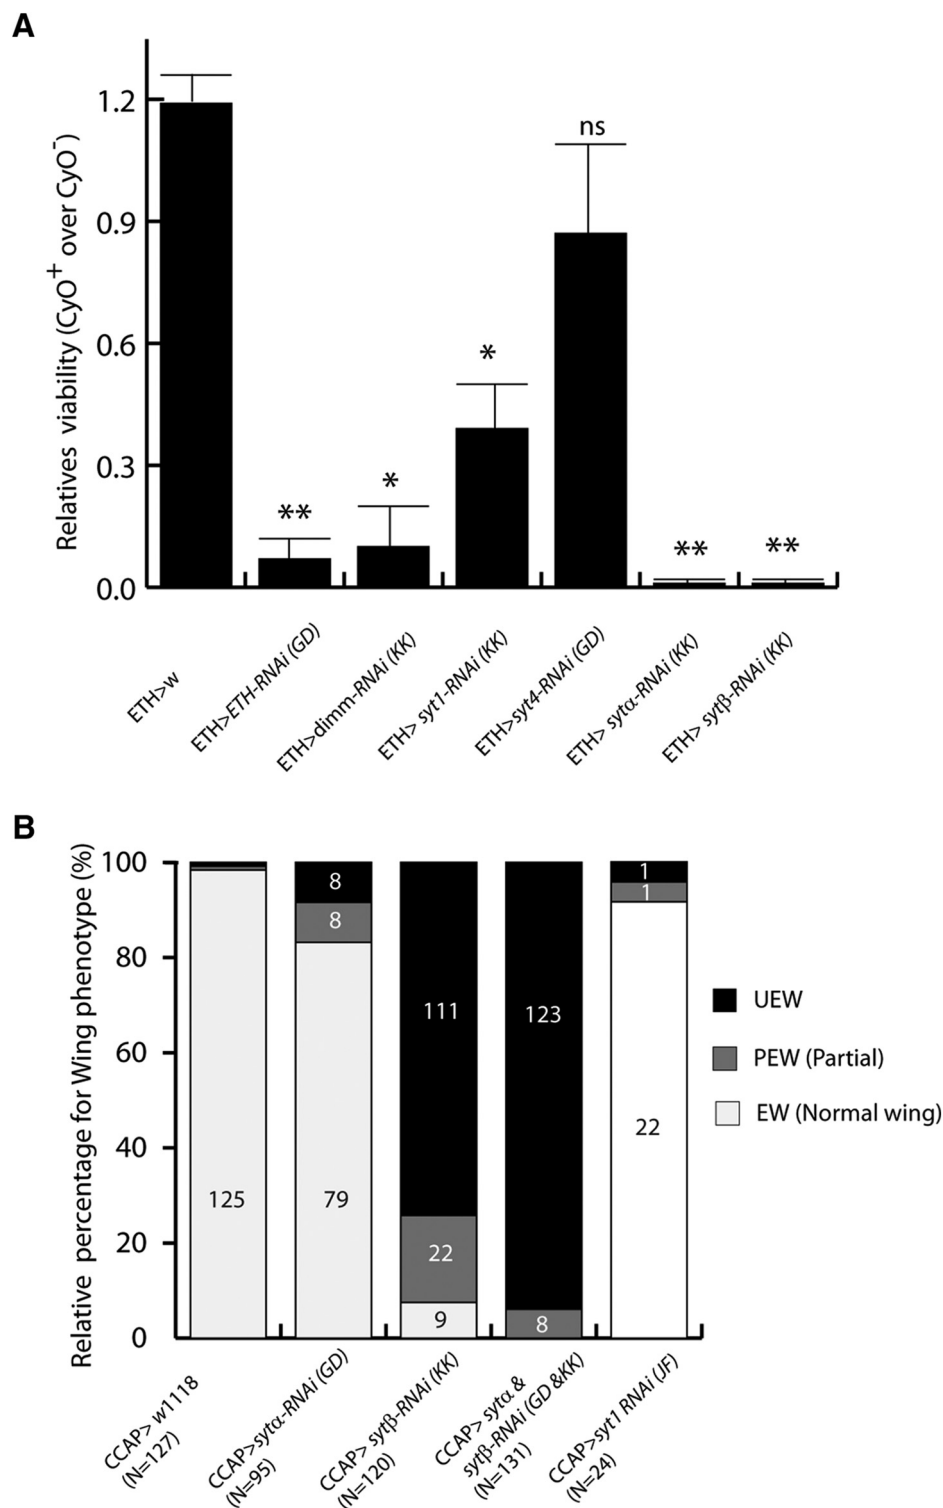 A
Relatives viability (CyO+ over CyO-)
1.2
0.9
0.6
0.3
0.0
**
*
*
ns
**
**
ETH>w
ETH>ETH-RNAi (GD)
ETH>dimm-RNAi (KK)
ETH> syt1-RNAi (KK)
ETH>syt4-RNAi (GD)
ETH> sytα-RNAi (KK)
ETH> sytβ-RNAi (KK)
B
Relative percentage for Wing phenotype (%)
100
80
60
40
20
0
125
8
8
79
111
22
9
123
8
1
1
22
UEW
PEW (Partial)
EW (Normal wing)
CCAP> w1118
(N=127)
CCAP>sytα-RNAi (GD)
(N=95)
CCAP> sytβ-RNAi (KK)
(N=120)
CCAP> sytα &
sytβ-RNAi (GD &KK)
(N=131)
CCAP>syt1 RNAi (JF)
(N=24)